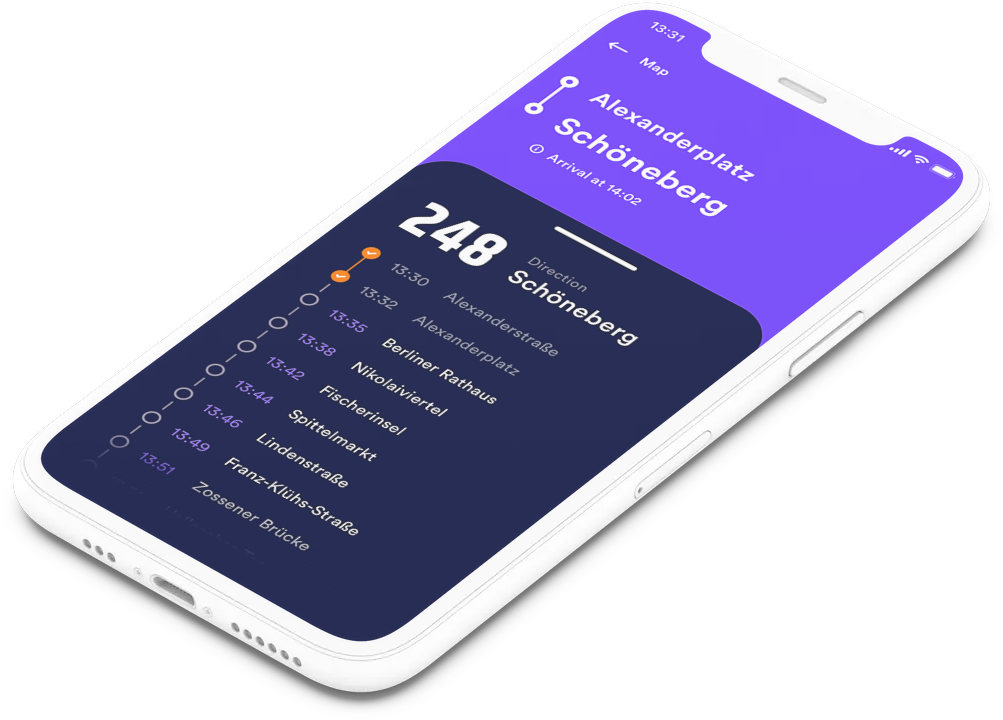 13:31
Map
Alexanderplatz
Schöneberg
Arrival at 14:02
248
Direction
Schöneberg
13:30 Alexanderstraße
13:32 Alexanderplatz
13:35 Berliner Rathaus
13:38 Nikolaiviertel
13:42 Fischerinsel
13:44 Spittelmarkt
13:46 Lindenstraße
13:49 Franz-Klühs-Straße
13:51 Zossener Brücke